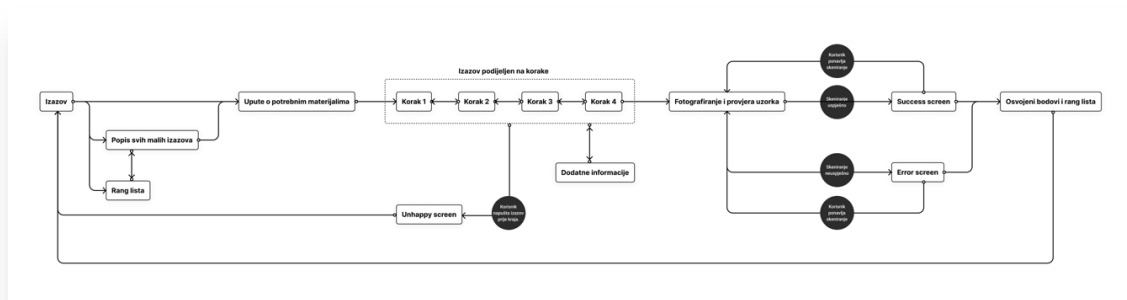 Korisnik
ponavlja
skeniranje
Izazov podijeljen na korake
Izazov
Upute o potrebnim materijalima
Korak 1
Korak 2
Korak 3
Korak 4
Fotografiranje i provjera uzorka
Skeniranje
uspješno
Success screen
Osvojeni bodovi i rang lista
Popis svih malih izazova
Dodatne informacije
Skeniranje
neuspješno
Error screen
Rang lista
Unhappy screen
Korisnik
napušta izazov
prije kraja
Korisnik
ponavlja
skeniranje